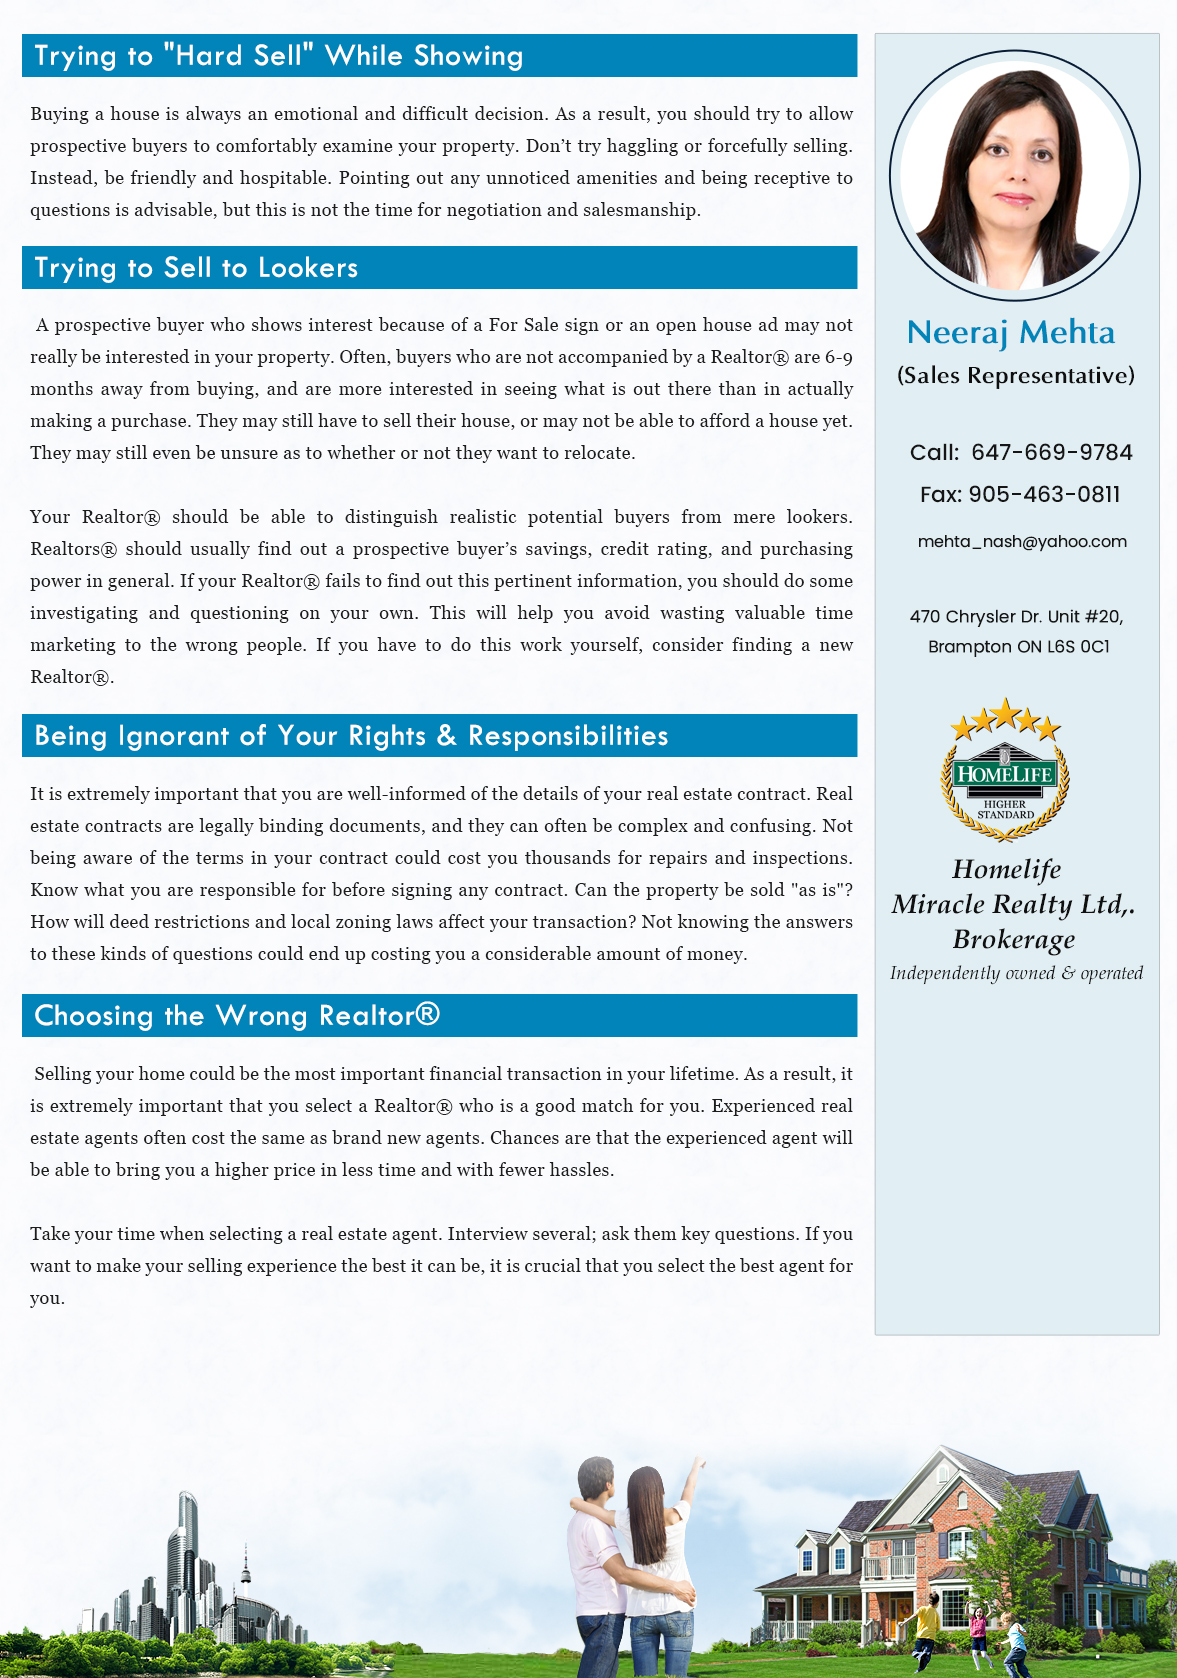 Trying to "Hard Sell" While Showing
Buying a house is always an emotional and difficult decision. As a result, you should try to allow
prospective buyers to comfortably examine your property. Don’t try haggling or forcefully selling.
Instead, be friendly and hospitable. Pointing out any unnoticed amenities and being receptive to
questions is advisable, but this is not the time for negotiation and salesmanship.
Trying to Sell to Lookers
A prospective buyer who shows interest because of a For Sale sign or an open house ad may not
really be interested in your property. Often, buyers who are not accompanied by a Realtor® are 6-9
months away from buying, and are more interested in seeing what is out there than in actually
making a purchase. They may still have to sell their house, or may not be able to afford a house yet.
They may still even be unsure as to whether or not they want to relocate.
Your Realtor® should be able to distinguish realistic potential buyers from mere lookers.
Realtors® should usually find out a prospective buyer’s savings, credit rating, and purchasing
power in general. If your Realtor® fails to find out this pertinent information, you should do some
investigating and questioning on your own. This will help you avoid wasting valuable time
marketing to the wrong people. If you have to do this work yourself, consider finding a new
Realtor®.
Being Ignorant of Your Rights & Responsibilities
It is extremely important that you are well-informed of the details of your real estate contract. Real
estate contracts are legally binding documents, and they can often be complex and confusing. Not
being aware of the terms in your contract could cost you thousands for repairs and inspections.
Know what you are responsible for before signing any contract. Can the property be sold "as is"?
How will deed restrictions and local zoning laws affect your transaction? Not knowing the answers
to these kinds of questions could end up costing you a considerable amount of money.
Choosing the Wrong Realtor®
Selling your home could be the most important financial transaction in your lifetime. As a result, it
is extremely important that you select a Realtor® who is a good match for you. Experienced real
estate agents often cost the same as brand new agents. Chances are that the experienced agent will
be able to bring you a higher price in less time and with fewer hassles.
Take your time when selecting a real estate agent. Interview several; ask them key questions. If you
want to make your selling experience the best it can be, it is crucial that you select the best agent for
you.
Neeraj Mehta
(Sales Representative)
Call: 647-669-9784
Fax: 905-463-0811
mehta_nash@yahoo.com
470 Chrysler Dr. Unit #20,
Brampton ON L6S 0C1
HOMELIFE
HIGHER
STANDARD
Homelife
Miracle Realty Ltd,.
Brokerage
Independently owned & operated